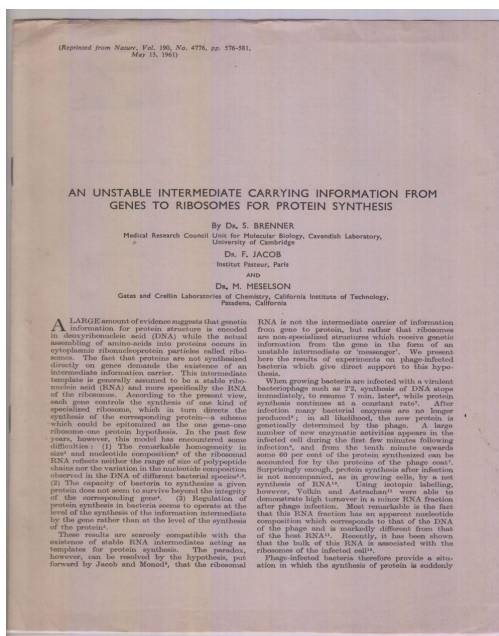 (Reprinted from Nature, Vol. 190, No. 4776, pp. 576-581,
May 13, 1961)
AN UNSTABLE INTERMEDIATE CARRYING INFORMATION FROM
GENES TO RIBOSOMES FOR PROTEIN SYNTHESIS
By DR. S. BRENNER
Medical Research Council Unit for Molecular Biology, Cavendish Laboratory,
University of Cambridge
DR. F. JACOB
Institut Pasteur, Paris
AND
DR. M. MESELSON
Gates and Crellin Laboratories of Chemistry, California Institute of Technology,
Pasadena, California
A LARGE amount of evidence suggests that genetic
information for protein structure is encoded
in deoxyribonucleic acid (DNA) while the actual
assembling of amino-acids into proteins occurs in
cytoplasmic ribonucleoprotein particles called ribo-
somes. The fact that proteins are not synthesized
directly on genes demands the existence of an
intermediate information carrier. This intermediate
template is generally assumed to be a stable ribo-
nucleic acid (RNA) and more specifically the RNA
of the ribosomes. According to the present view,
each gene controls the synthesis of one kind of
specialized ribosome, which in turn directs the
synthesis of the corresponding protein—a scheme
which could be epitomized as the one gene-one
ribosome-one protein hypothesis. In the past few
years, however, this model has encountered some
difficulties : (1) The remarkable homogeneity in
size¹ and nucleotide composition² of the ribosomal
RNA reflects neither the range of size of polypeptide
chains nor the variation in the nucleotide composition
observed in the DNA of different bacterial species²,³.
(2) The capacity of bacteria to synthesize a given
protein does not seem to survive beyond the integrity
of the corresponding gene⁴. (3) Regulation of
protein synthesis in bacteria seems to operate at the
level of the synthesis of the information intermediate
by the gene rather than at the level of the synthesis
of the protein⁵.
These results are scarcely compatible with the
existence of stable RNA intermediates acting as
templates for protein synthesis. The paradox,
however, can be resolved by the hypothesis, put
forward by Jacob and Monod⁵, that the ribosomal
RNA is not the intermediate carrier of information
from gene to protein, but rather that ribosomes
are non-specialized structures which receive genetic
information from the gene in the form of an
unstable intermediate or 'messenger'. We present
here the results of experiments on phage-infected
bacteria which give direct support to this hypo-
thesis.
When growing bacteria are infected with a virulent
bacteriophage such as T2, synthesis of DNA stops
immediately, to resume 7 min. later⁶, while protein
synthesis continues at a constant rate⁷. After
infection many bacterial enzymes are no longer
produced⁸ ; in all likelihood, the new protein is
genetically determined by the phage. A large
number of new enzymatic activities appears in the
infected cell during the first few minutes following
infection⁹, and from the tenth minute onwards
some 60 per cent of the protein synthesized can be
accounted for by the proteins of the phage coat⁷.
Surprisingly enough, protein synthesis after infection
is not accompanied, as in growing cells, by a net
synthesis of RNA¹⁰. Using isotopic labelling,
however, Volkin and Astrachan¹¹ were able to
demonstrate high turnover in a minor RNA fraction
after phage infection. Most remarkable is the fact
that this RNA fraction has an apparent nucleotide
composition which corresponds to that of the DNA
of the phage and is markedly different from that
of the host RNA¹¹. Recently, it has been shown
that the bulk of this RNA is associated with the
ribosomes of the infected cell¹².
Phage-infected bacteria therefore provide a situ-
ation in which the synthesis of protein is suddenly